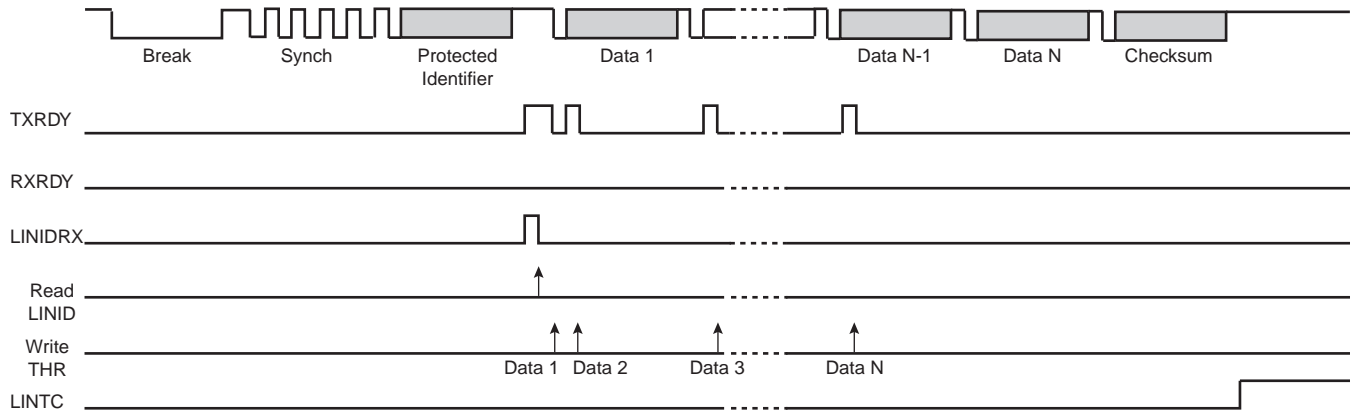 Break Synch Protected Data 1 Data N-1 Data N Checksum
Identifier
TXRDY
RXRDY
LINIDRX
Read
LINID
Write
THR
Data 1 Data 2 Data 3 Data N
LINTC